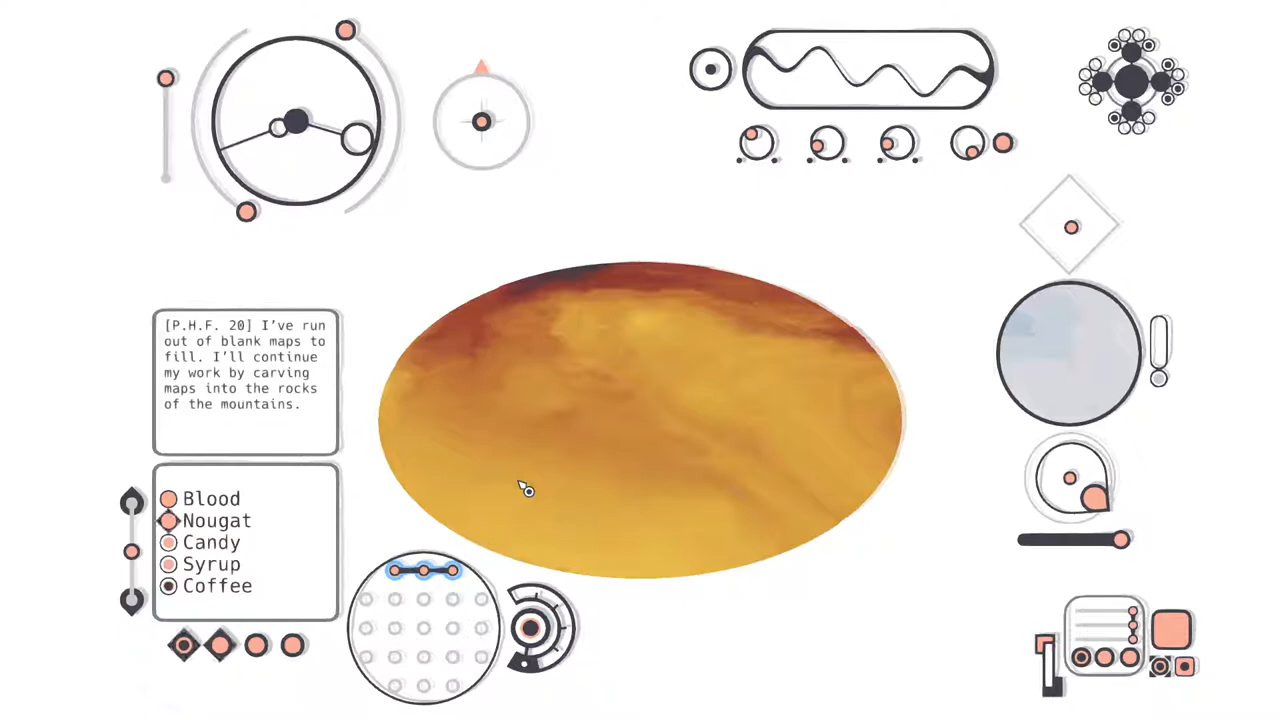 [P.H.F. 20] I’ve run
out of blank maps to
fill. I’ll continue
my work by carving
maps into the rocks
of the mountains.
Blood
Nougat
Candy
Syrup
Coffee